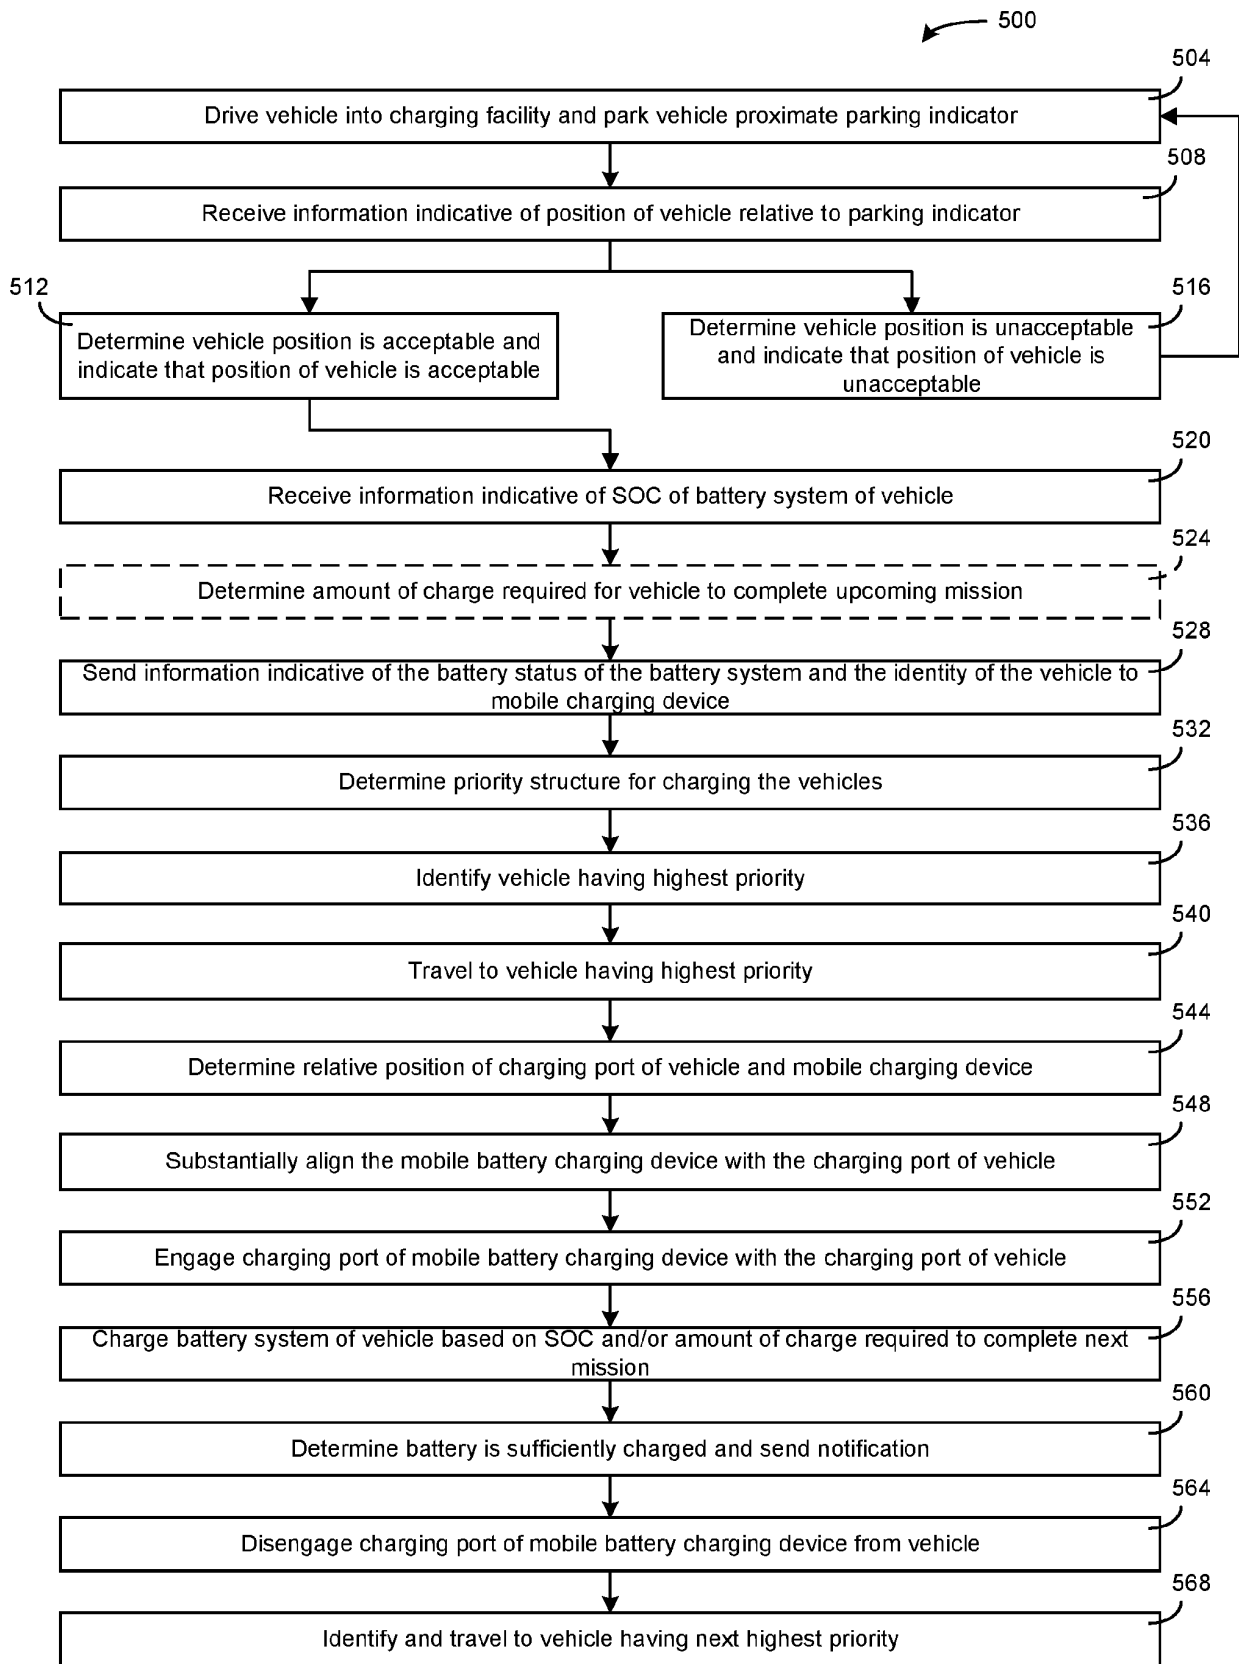 500
504
Drive vehicle into charging facility and park vehicle proximate parking indicator
508
Receive information indicative of position of vehicle relative to parking indicator
512
Determine vehicle position is acceptable and
indicate that position of vehicle is acceptable
516
Determine vehicle position is unacceptable
and indicate that position of vehicle is
unacceptable
520
Receive information indicative of SOC of battery system of vehicle
524
Determine amount of charge required for vehicle to complete upcoming mission
528
Send information indicative of the battery status of the battery system and the identity of the vehicle to
mobile charging device
532
Determine priority structure for charging the vehicles
536
Identify vehicle having highest priority
540
Travel to vehicle having highest priority
544
Determine relative position of charging port of vehicle and mobile charging device
548
Substantially align the mobile battery charging device with the charging port of vehicle
552
Engage charging port of mobile battery charging device with the charging port of vehicle
556
Charge battery system of vehicle based on SOC and/or amount of charge required to complete next
mission
560
Determine battery is sufficiently charged and send notification
564
Disengage charging port of mobile battery charging device from vehicle
568
Identify and travel to vehicle having next highest priority